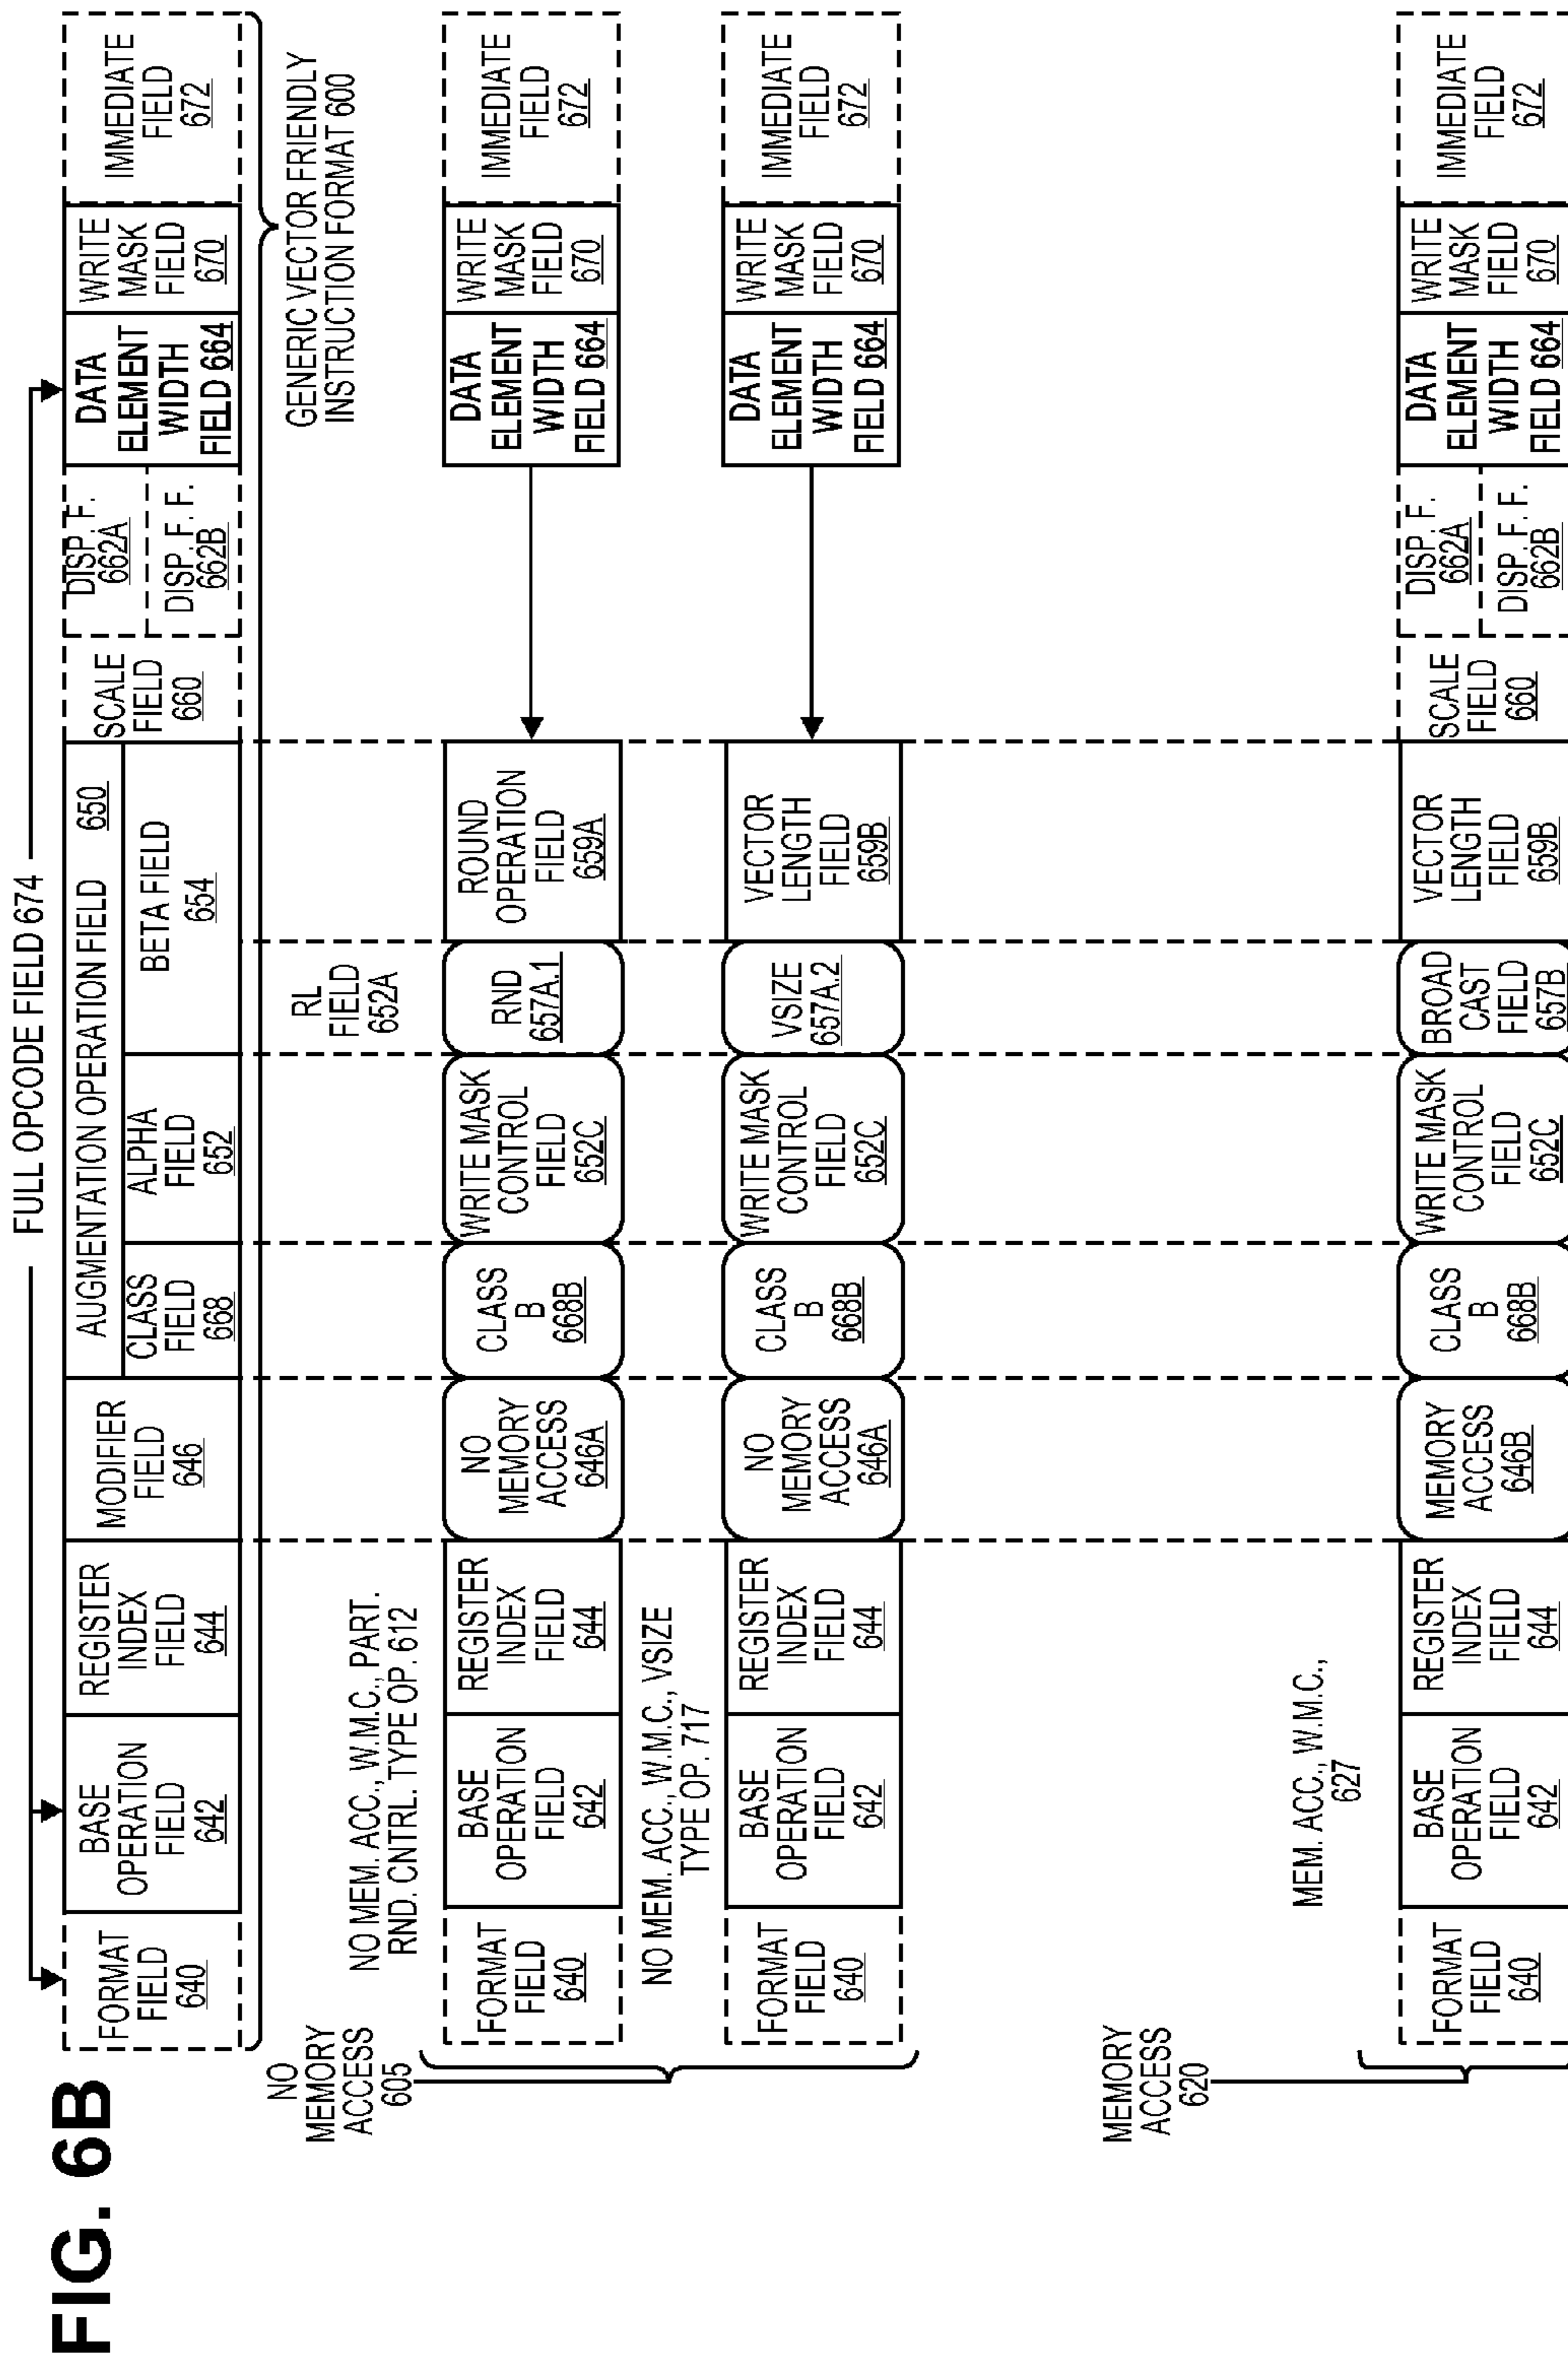 FIG. 6B
FULL OPCODE FIELD 674
FORMAT
FIELD
640
BASE
OPERATION
FIELD
642
REGISTER
INDEX
FIELD
644
MODIFIER
FIELD
646
AUGMENTATION OPERATION FIELD 650
CLASS
FIELD
668
ALPHA
FIELD
652
BETA FIELD
654
SCALE
FIELD
660
DISP. F.
662A
DISP. F. F.
662B
DATA
ELEMENT
WIDTH
FIELD 664
WRITE
MASK
FIELD
670
IMMEDIATE
FIELD
672
GENERIC VECTOR FRIENDLY
INSTRUCTION FORMAT 600
NO
MEMORY
ACCESS
605
NO MEM. ACC., W.M.C., PART.
RND. CNTRL. TYPE OP. 612
RL
FIELD
652A
FORMAT
FIELD
640
BASE
OPERATION
FIELD
642
REGISTER
INDEX
FIELD
644
NO
MEMORY
ACCESS
646A
CLASS
B
668B
WRITE MASK
CONTROL
FIELD
652C
RND
657A.1
ROUND
OPERATION
FIELD
659A
DATA
ELEMENT
WIDTH
FIELD 664
WRITE
MASK
FIELD
670
IMMEDIATE
FIELD
672
NO MEM. ACC., W.M.C., VSIZE
TYPE OP. 717
FORMAT
FIELD
640
BASE
OPERATION
FIELD
642
REGISTER
INDEX
FIELD
644
NO
MEMORY
ACCESS
646A
CLASS
B
668B
WRITE MASK
CONTROL
FIELD
652C
VSIZE
657A.2
VECTOR
LENGTH
FIELD
659B
DATA
ELEMENT
WIDTH
FIELD 664
WRITE
MASK
FIELD
670
IMMEDIATE
FIELD
672
MEMORY
ACCESS
620
MEM. ACC., W.M.C.,
627
FORMAT
FIELD
640
BASE
OPERATION
FIELD
642
REGISTER
INDEX
FIELD
644
MEMORY
ACCESS
646B
CLASS
B
668B
WRITE MASK
CONTROL
FIELD
652C
BROAD
CAST
FIELD
657B
VECTOR
LENGTH
FIELD
659B
SCALE
FIELD
660
DISP. F.
662A
DISP. F. F.
662B
DATA
ELEMENT
WIDTH
FIELD 664
WRITE
MASK
FIELD
670
IMMEDIATE
FIELD
672